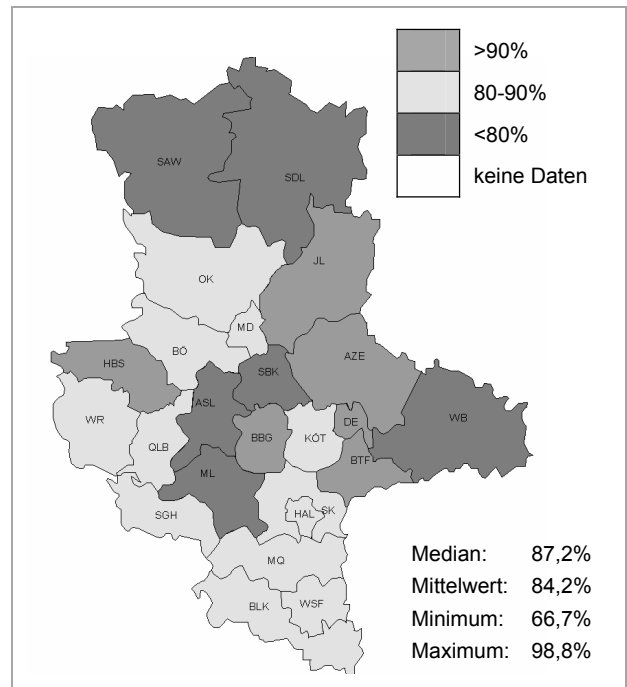 >90%
80-90%
<80%
keine Daten
SAW
SDL
JL
OK
MD
BÖ
HBS
AZE
SBK
ASL
WR
DE
WB
BBG
KÖT
QLB
BTF
ML
SGH
HAL
SK
MQ
BLK
WSF
Median: 87,2%
Mittelwert: 84,2%
Minimum: 66,7%
Maximum: 98,8%